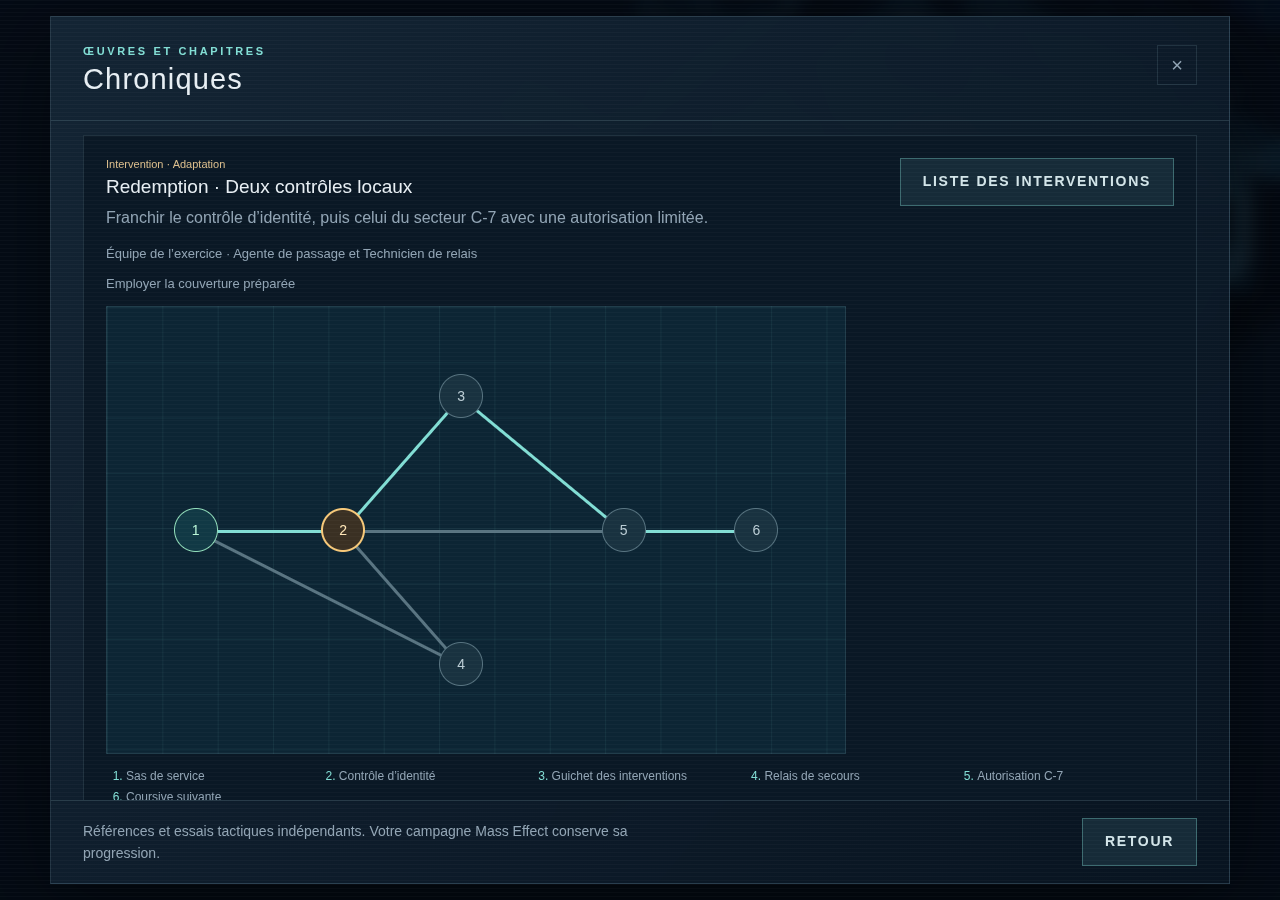 ŒUVRES ET CHAPITRES
Chroniques
×
Intervention · Adaptation
Redemption · Deux contrôles locaux
LISTE DES INTERVENTIONS
Franchir le contrôle d’identité, puis celui du secteur C-7 avec une autorisation limitée.
Équipe de l’exercice · Agente de passage et Technicien de relais
Employer la couverture préparée
3
1
2
5
6
4
1. Sas de service
2. Contrôle d’identité
3. Guichet des interventions
4. Relais de secours
5. Autorisation C-7
6. Coursive suivante
Références et essais tactiques indépendants. Votre campagne Mass Effect conserve sa
progression.
RETOUR